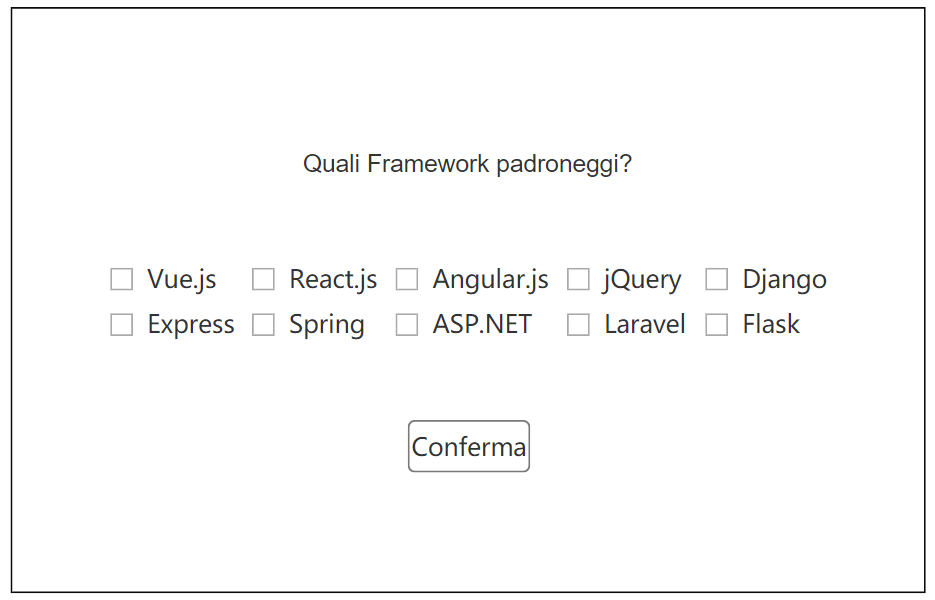 Quali Framework padroneggi?
Vue.js React.js Angular.js jQuery Django
Express Spring ASP.NET Laravel Flask
Conferma